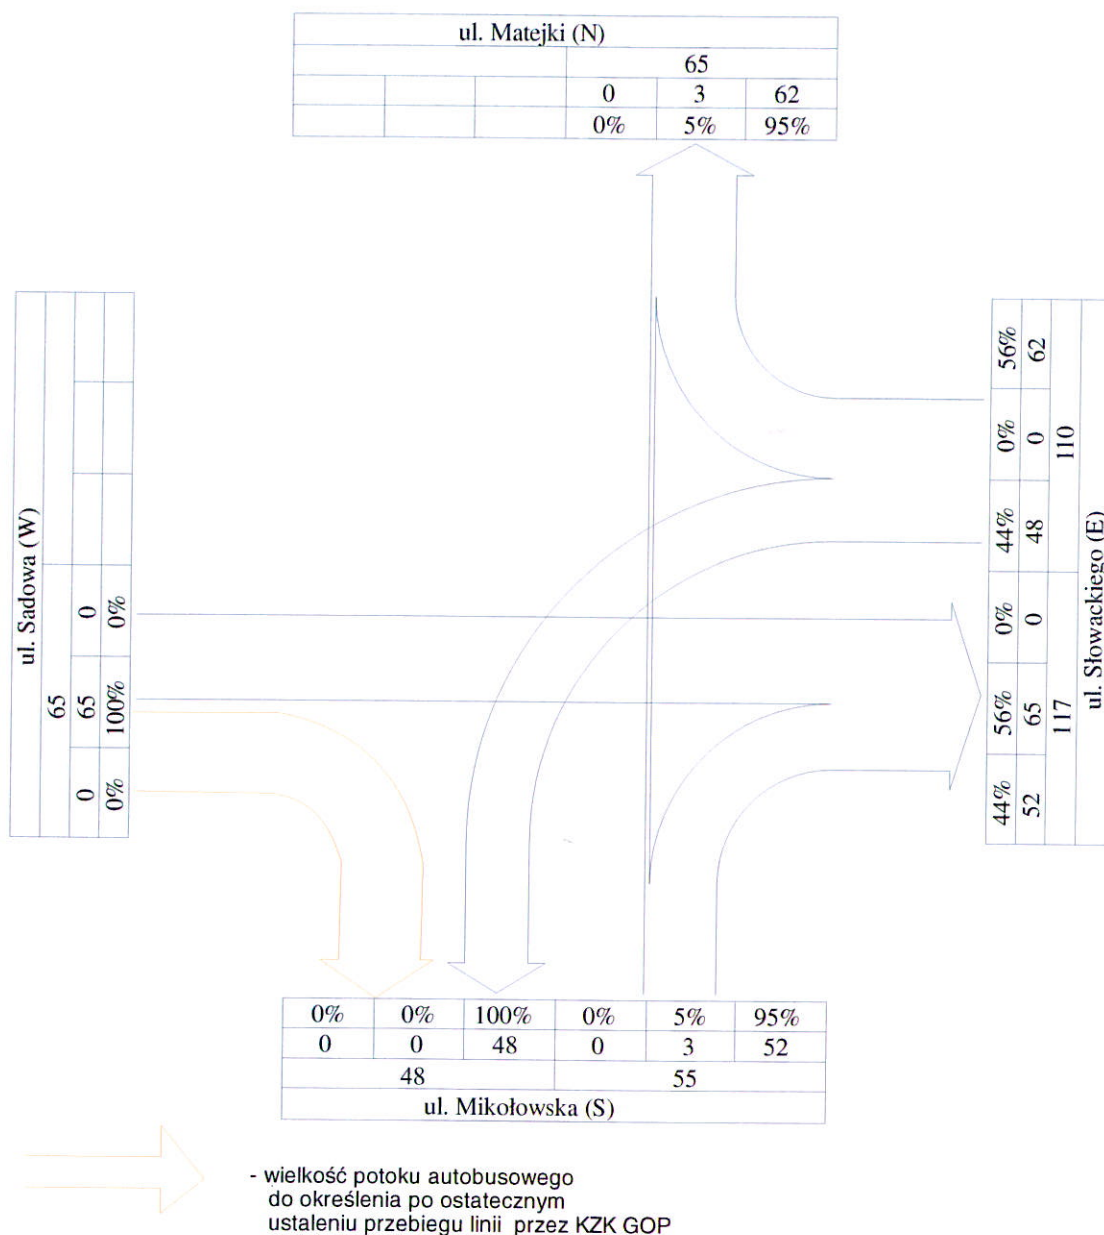 ul. Matejki (N)
65
0 3 62
0% 5% 95%
ul. Sadowa (W)
65
0 65 0
0% 100% 0%
56% 0% 44% 0% 56% 44%
62 0 48 0 65 52
110 117
ul. Słowackiego (E)
0% 0% 100% 0% 5% 95%
0 0 48 0 3 52
48 55
ul. Mikołowska (S)
- wielkość potoku autobusowego
do określenia po ostatecznym
ustaleniu przebiegu linii przez KZK GOP